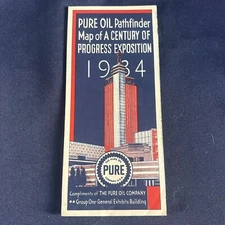 PURE OIL Pathfinder
Map of A CENTURY OF
PROGRESS EXPOSITION
1934
PURE
Compliments of THE PURE OIL COMPANY
Group One - General Exhibits Building